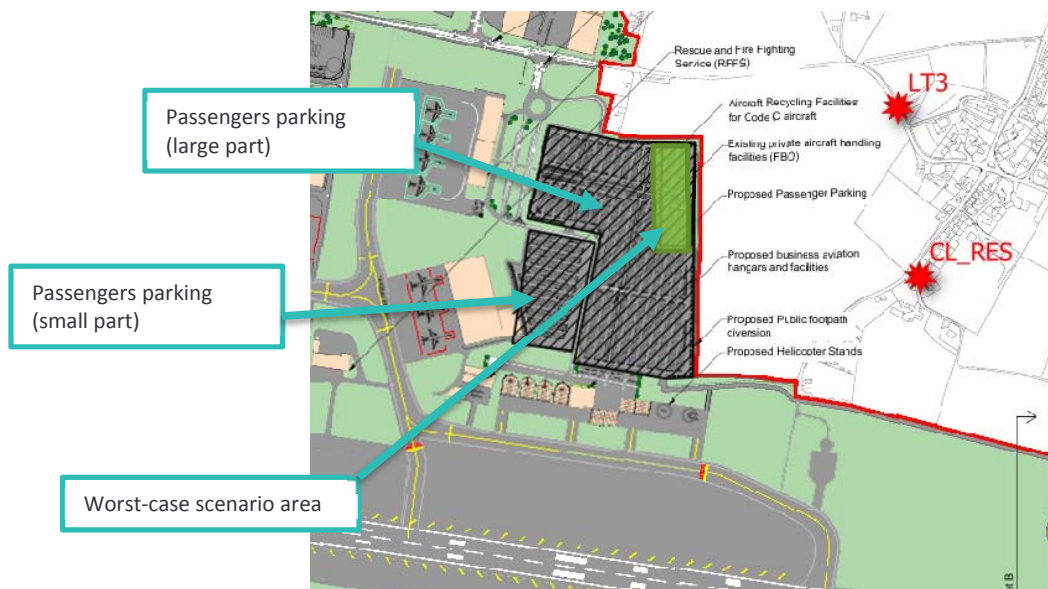 Passengers parking
(large part)
Passengers parking
(small part)
Worst-case scenario area
Rescue and Fire Fighting
Service (RFFS)
Aircraft Recycling Facilities
for Code C aircraft
Existing private aircraft handling
facilities (FBO)
Proposed Passenger Parking
Proposed business aviation
hangars and facilities
Proposed Public footpath
civersion
Proposed Helicopter Stands
LT3
CL_RES